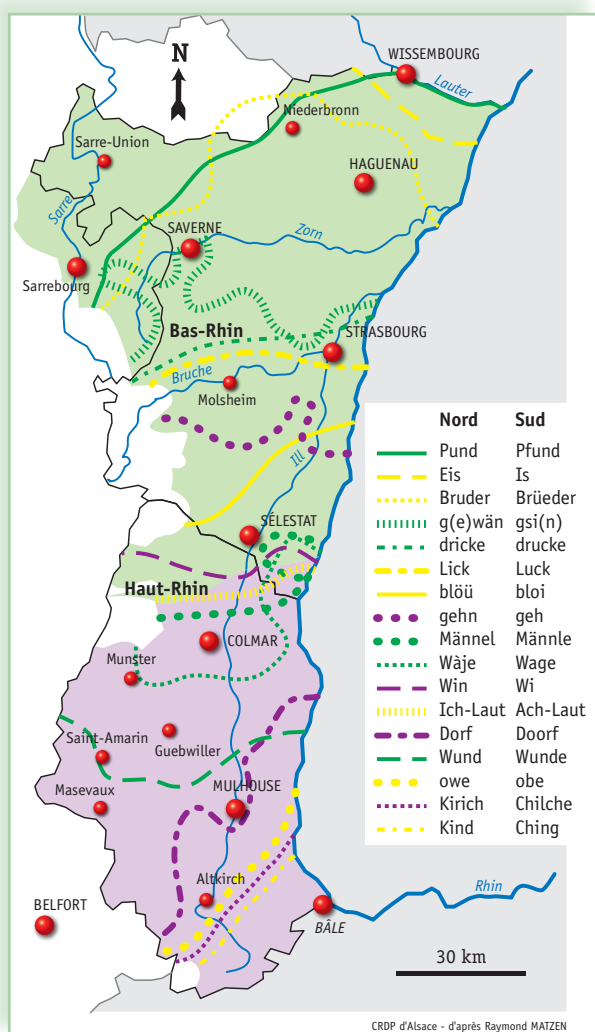 N
WISSEMBOURG
Lauter
Niederbronn
Sarre-Union
HAGUENAU
Sarre
Zorn
SAVERNE
Sarrebourg
Bas-Rhin
STRASBOURG
Bruche
Molsheim
Ill
SÉLESTAT
Haut-Rhin
COLMAR
Munster
Saint-Amarin
Guebwiller
Masevaux
MULHOUSE
Altkirch
BELFORT
BÂLE
Rhin
Nord Sud
Pund Pfund
Eis Is
Bruder Brüeder
g(e)wän gsi(n)
dricke drucke
Lick Luck
blöü bloi
gehn geh
Männel Männle
Wàje Wage
Win Wi
Ich-Laut Ach-Laut
Dorf Doorf
Wund Wunde
owe obe
Kirich Chilche
Kind Ching
30 km
CRDP d'Alsace - d'après Raymond MATZEN